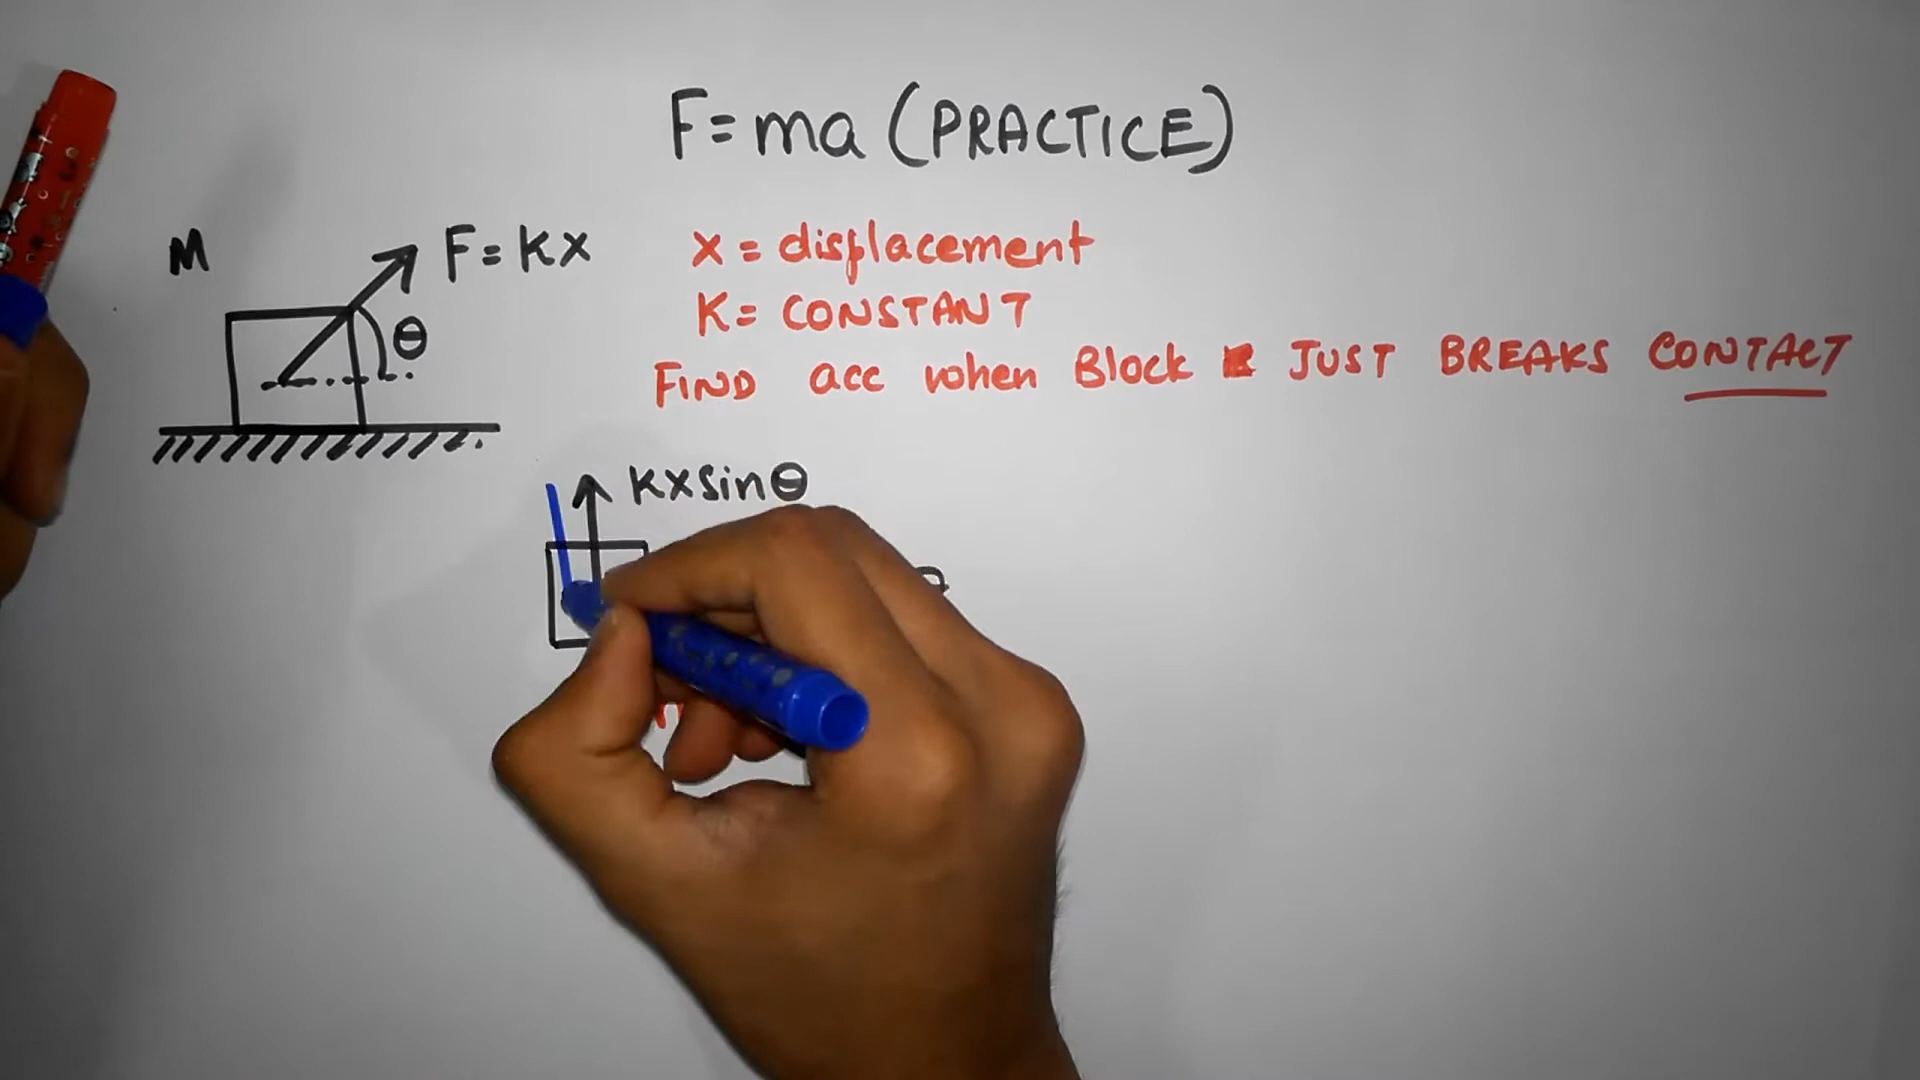 F=ma (PRACTICE)
M
F=KX
θ
x = displacement
K = CONSTANT
FIND acc when Block JUST BREAKS CONTACT
KXsinθ